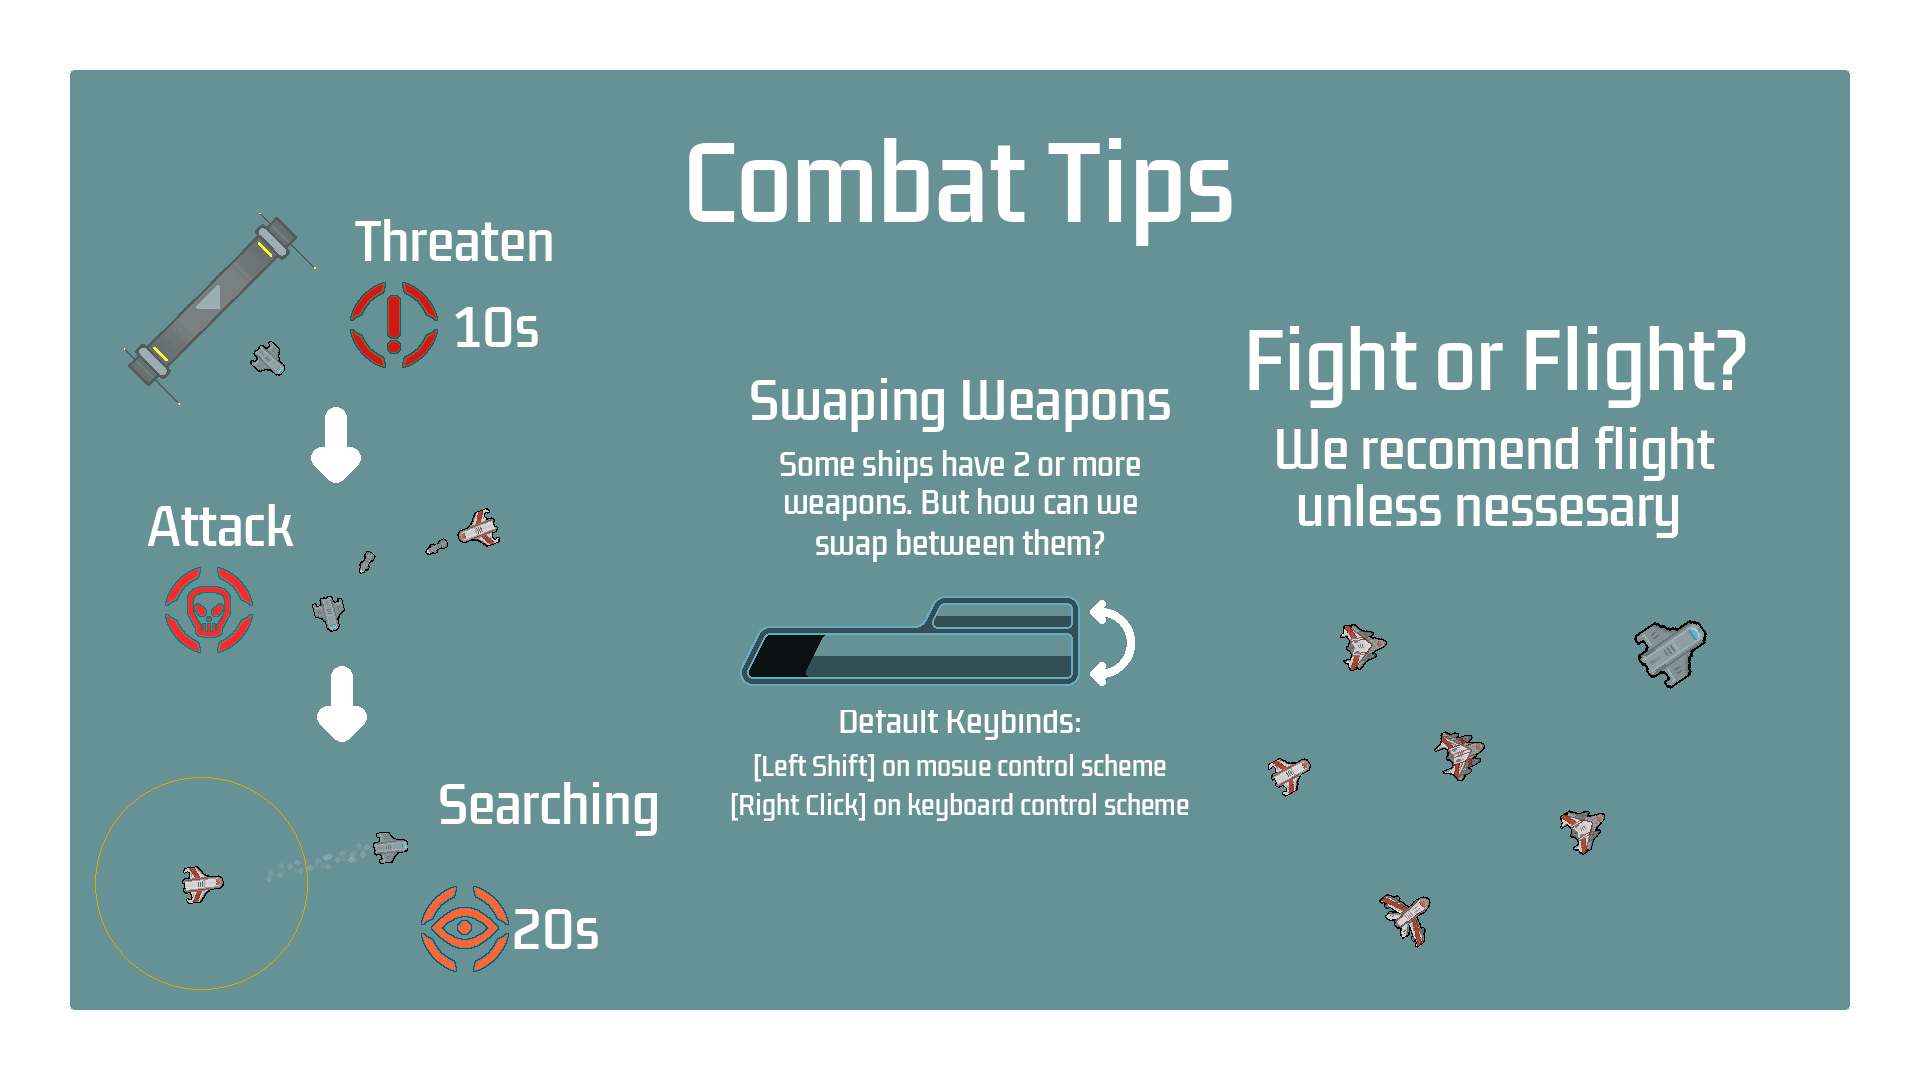 Combat Tips
Threaten
10s
Attack
Searching
20s
Swaping Weapons
Some ships have 2 or more
weapons. But how can we
swap between them?
Default Keybinds:
[Left Shift] on mosue control scheme
[Right Click] on keyboard control scheme
Fight or Flight?
We recomend flight
unless nessesary